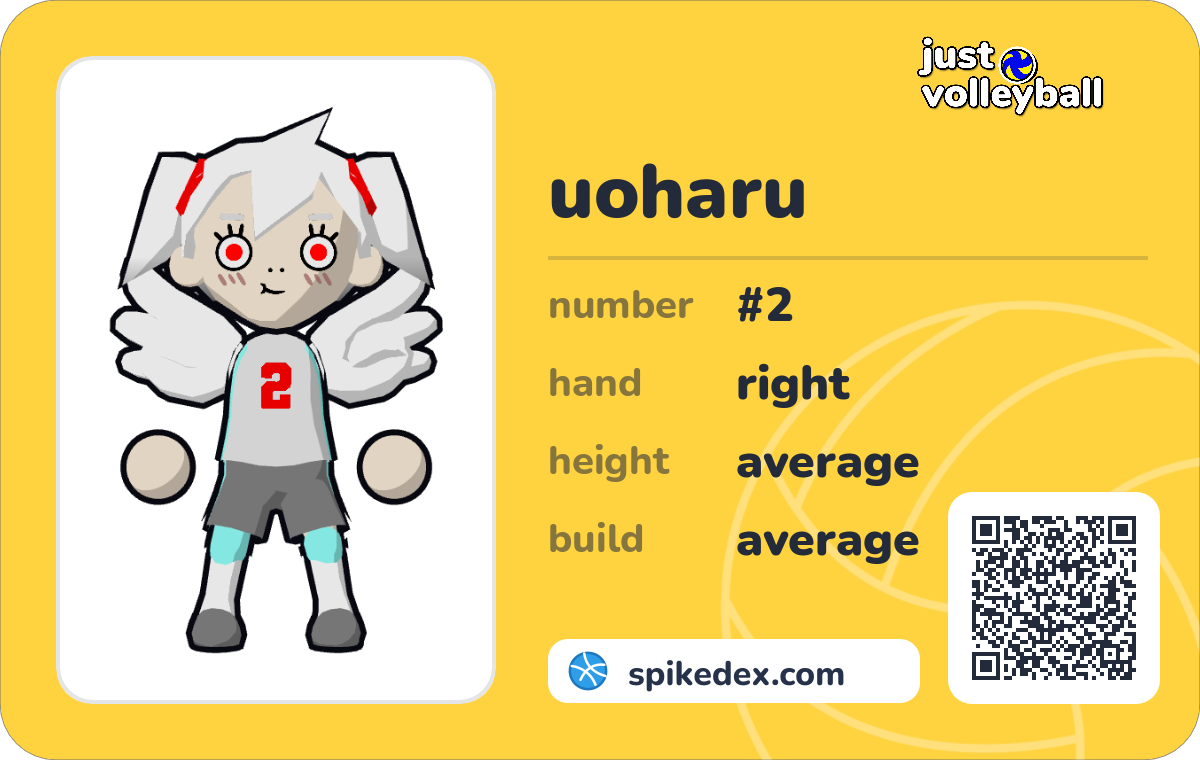 just
volleyball
uoharu
number #2
hand right
height average
build average
2
spikedex.com